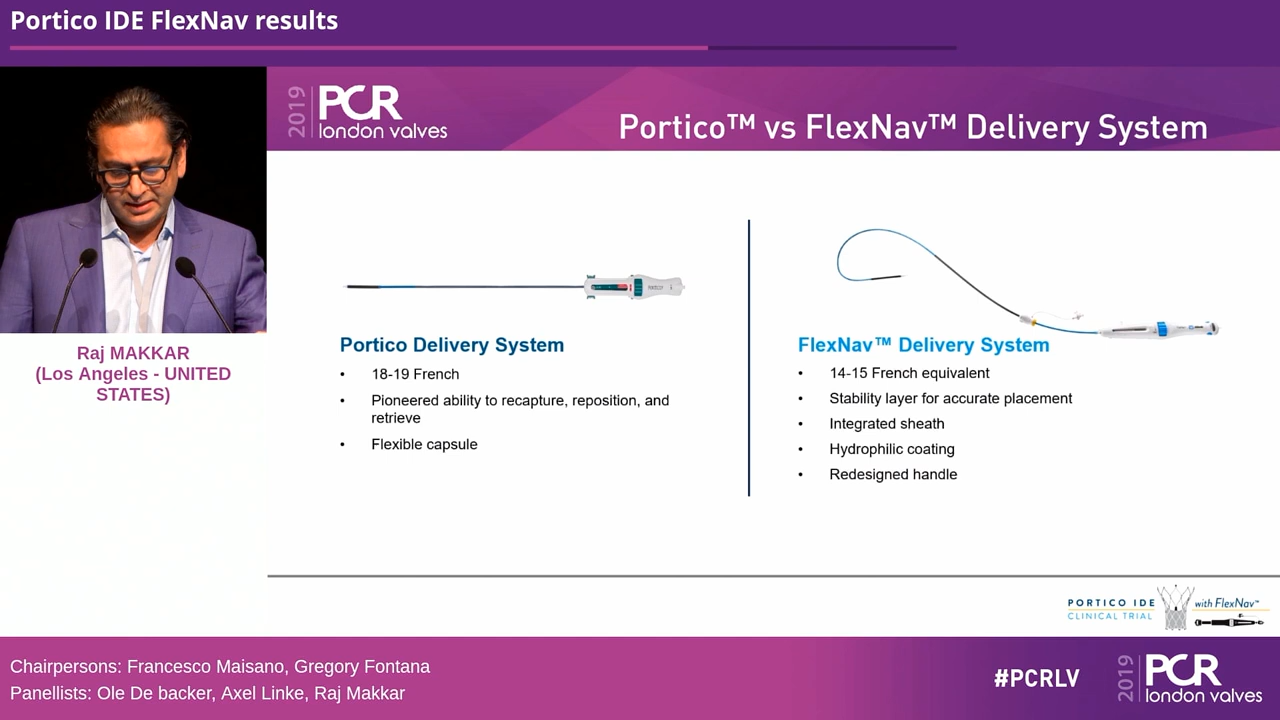 Portico IDE FlexNav results
2019 PCR
london valves
Portico™ vs FlexNav™ Delivery System
Raj MAKKAR
(Los Angeles - UNITED
STATES)
Portico Delivery System
• 18-19 French
• Pioneered ability to recapture, reposition, and
retrieve
• Flexible capsule
FlexNav™ Delivery System
• 14-15 French equivalent
• Stability layer for accurate placement
• Integrated sheath
• Hydrophilic coating
• Redesigned handle
PORTICO IDE
CLINICAL TRIAL
with FlexNav™
Chairpersons: Francesco Maisano, Gregory Fontana
Panellists: Ole De backer, Axel Linke, Raj Makkar
#PCRLV
2019 PCR
london valves